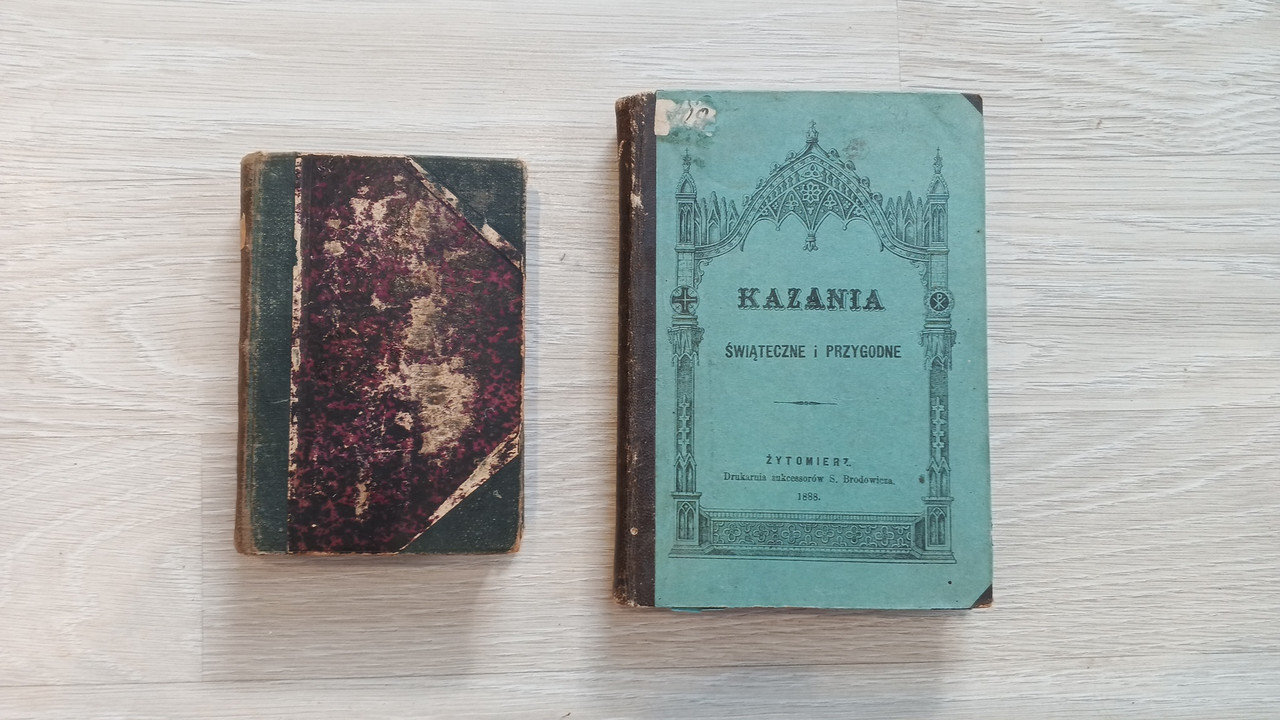 KAZANIA
ŚWIĄTECZNE i PRZYGODNE
ŻYTOMIERZ.
Drukarnia sukcessorów S. Brodowicza.
1888.